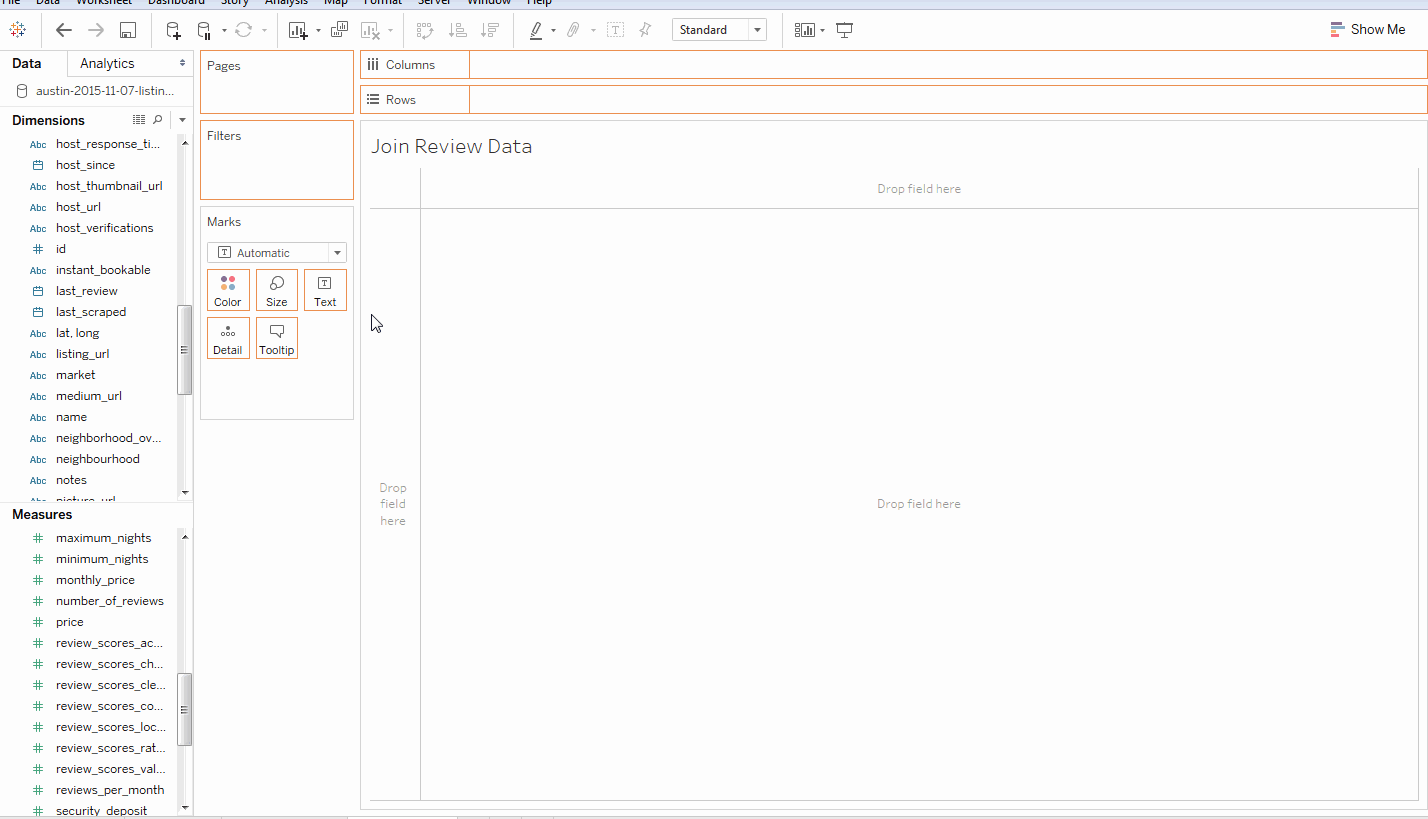 File Data Worksheet Dashboard Story Analysis Map Format Server Window Help
Standard
Show Me
Data Analytics
austin-2015-11-07-listin...
Dimensions
Abc host_response_ti...
host_since
Abc host_thumbnail_url
Abc host_url
Abc host_verifications
# id
Abc instant_bookable
last_review
last_scraped
Abc lat, long
Abc listing_url
Abc market
Abc medium_url
Abc name
Abc neighborhood_ov...
Abc neighbourhood
Abc notes
Abc picture_url
Measures
# maximum_nights
# minimum_nights
# monthly_price
# number_of_reviews
# price
# review_scores_ac...
# review_scores_ch...
# review_scores_cle...
# review_scores_co...
# review_scores_loc...
# review_scores_rat...
# review_scores_val...
# reviews_per_month
# security_deposit
Pages
Filters
Marks
T Automatic
Color Size T Text
Detail Tooltip
Columns
Rows
Join Review Data
Drop field here
Drop
field
here
Drop field here